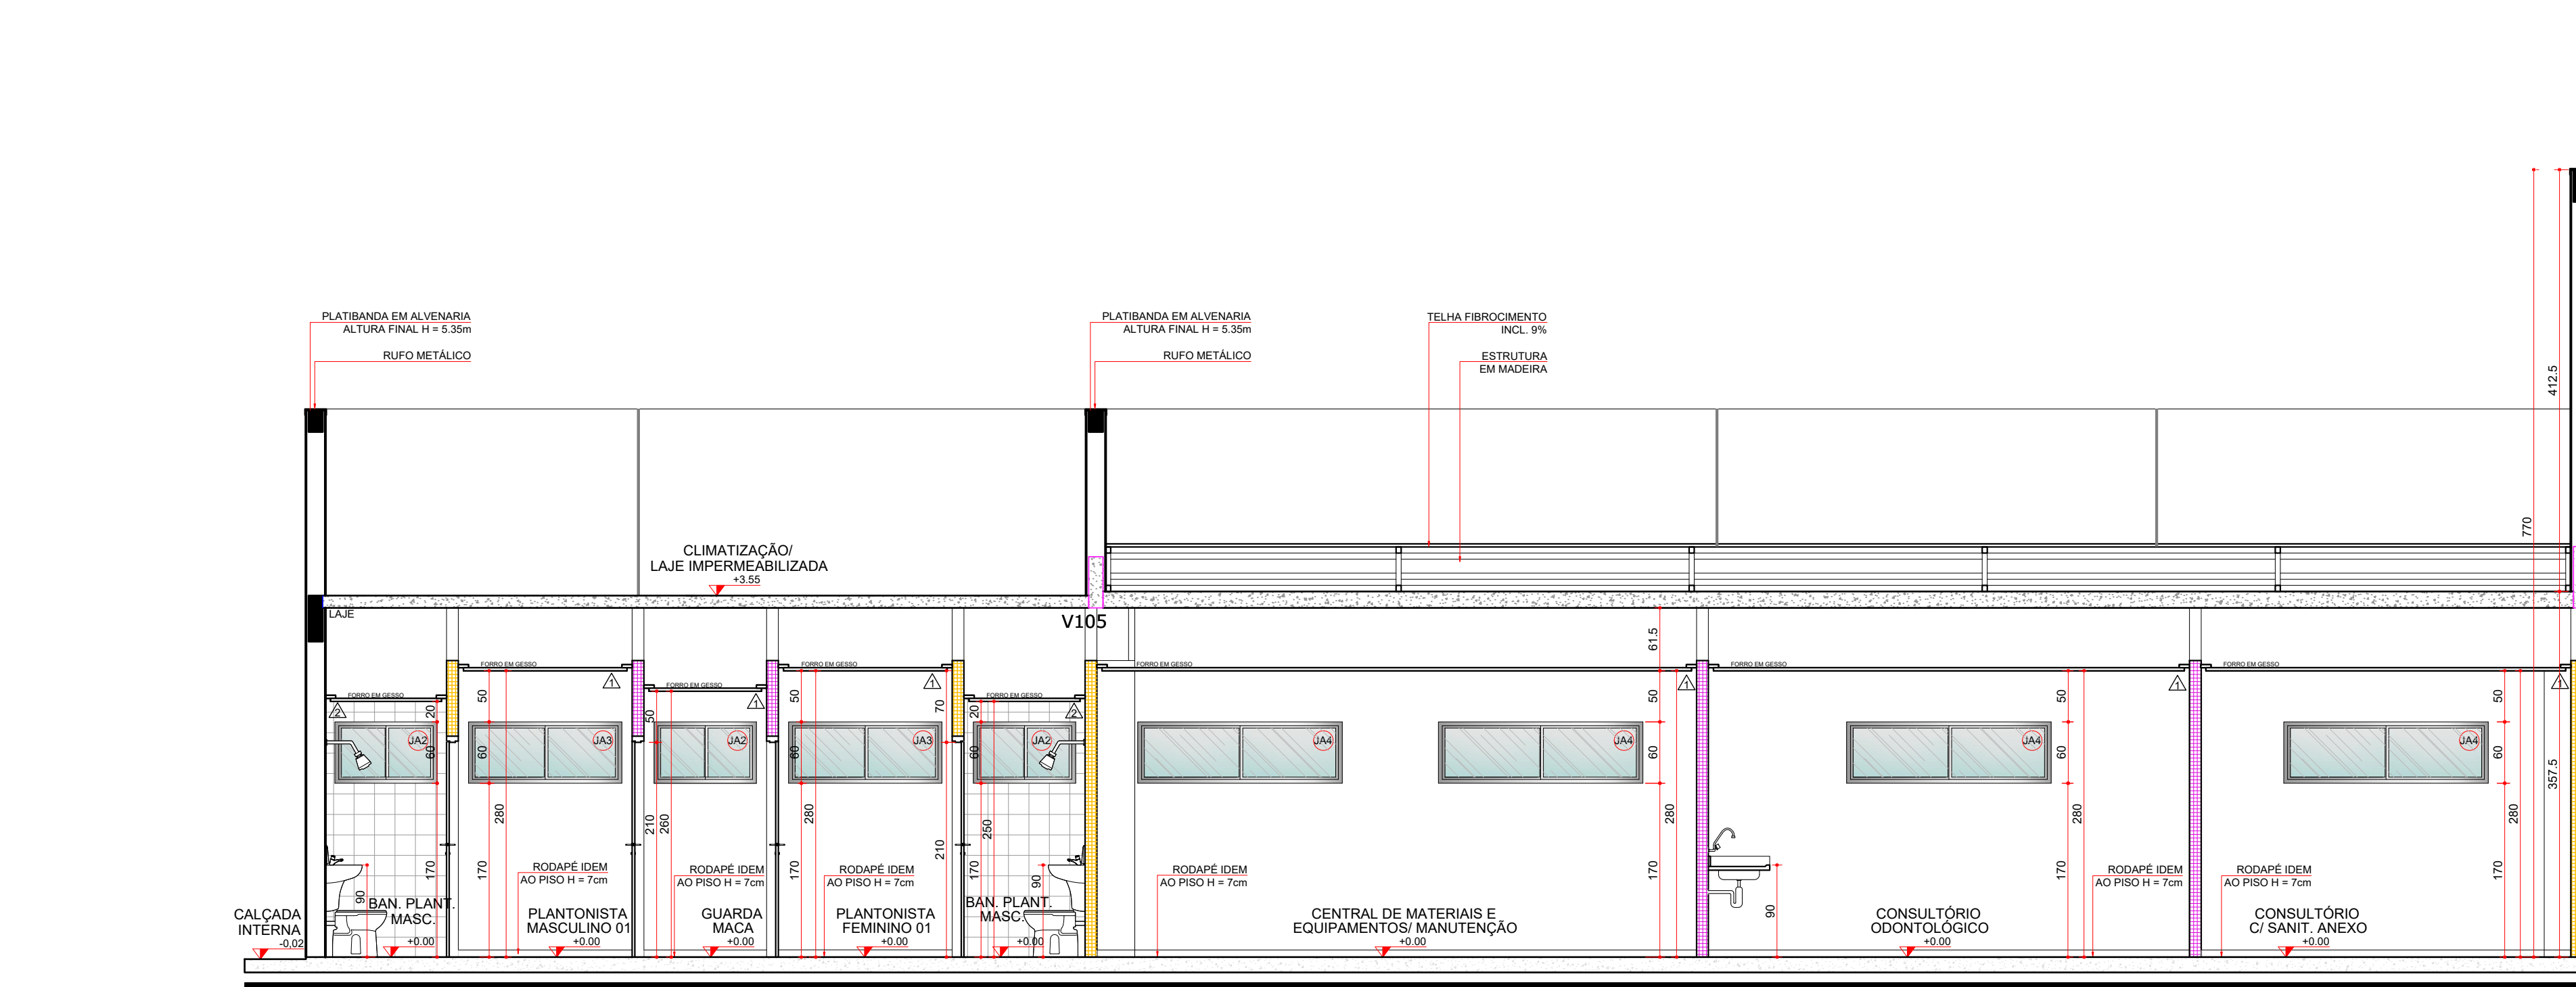 PLATIBANDA EM ALVENARIA
ALTURA FINAL H = 5.35m
RUFO METÁLICO
PLATIBANDA EM ALVENARIA
ALTURA FINAL H = 5.35m
RUFO METÁLICO
TELHA FIBROCIMENTO
INCL. 9%
ESTRUTURA
EM MADEIRA
412.5
770
CLIMATIZAÇÃO/
LAJE IMPERMEABILIZADA
+3.55
LAJE
V105
61.5
FORRO EM GESSO
FORRO EM GESSO
FORRO EM GESSO
FORRO EM GESSO
FORRO EM GESSO
FORRO EM GESSO
FORRO EM GESSO
FORRO EM GESSO
2
1
1
1
2
1
1
1
20
50
50
50
70
20
50
50
50
JA2
JA3
JA2
JA3
JA2
JA4
JA4
JA4
JA4
60
60
60
60
60
60
60
357.5
280
210
260
280
210
250
280
280
280
170
170
170
170
170
170
170
90
90
90
RODAPÉ IDEM
AO PISO H = 7cm
RODAPÉ IDEM
AO PISO H = 7cm
RODAPÉ IDEM
AO PISO H = 7cm
RODAPÉ IDEM
AO PISO H = 7cm
RODAPÉ IDEM
AO PISO H = 7cm
RODAPÉ IDEM
AO PISO H = 7cm
CALÇADA
INTERNA
-0,02
BAN. PLANT.
MASC.
+0.00
PLANTONISTA
MASCULINO 01
+0.00
GUARDA
MACA
+0.00
PLANTONISTA
FEMININO 01
+0.00
BAN. PLANT.
MASC.
+0.00
CENTRAL DE MATERIAIS E
EQUIPAMENTOS/ MANUTENÇÃO
+0.00
CONSULTÓRIO
ODONTOLÓGICO
+0.00
CONSULTÓRIO
C/ SANIT. ANEXO
+0.00